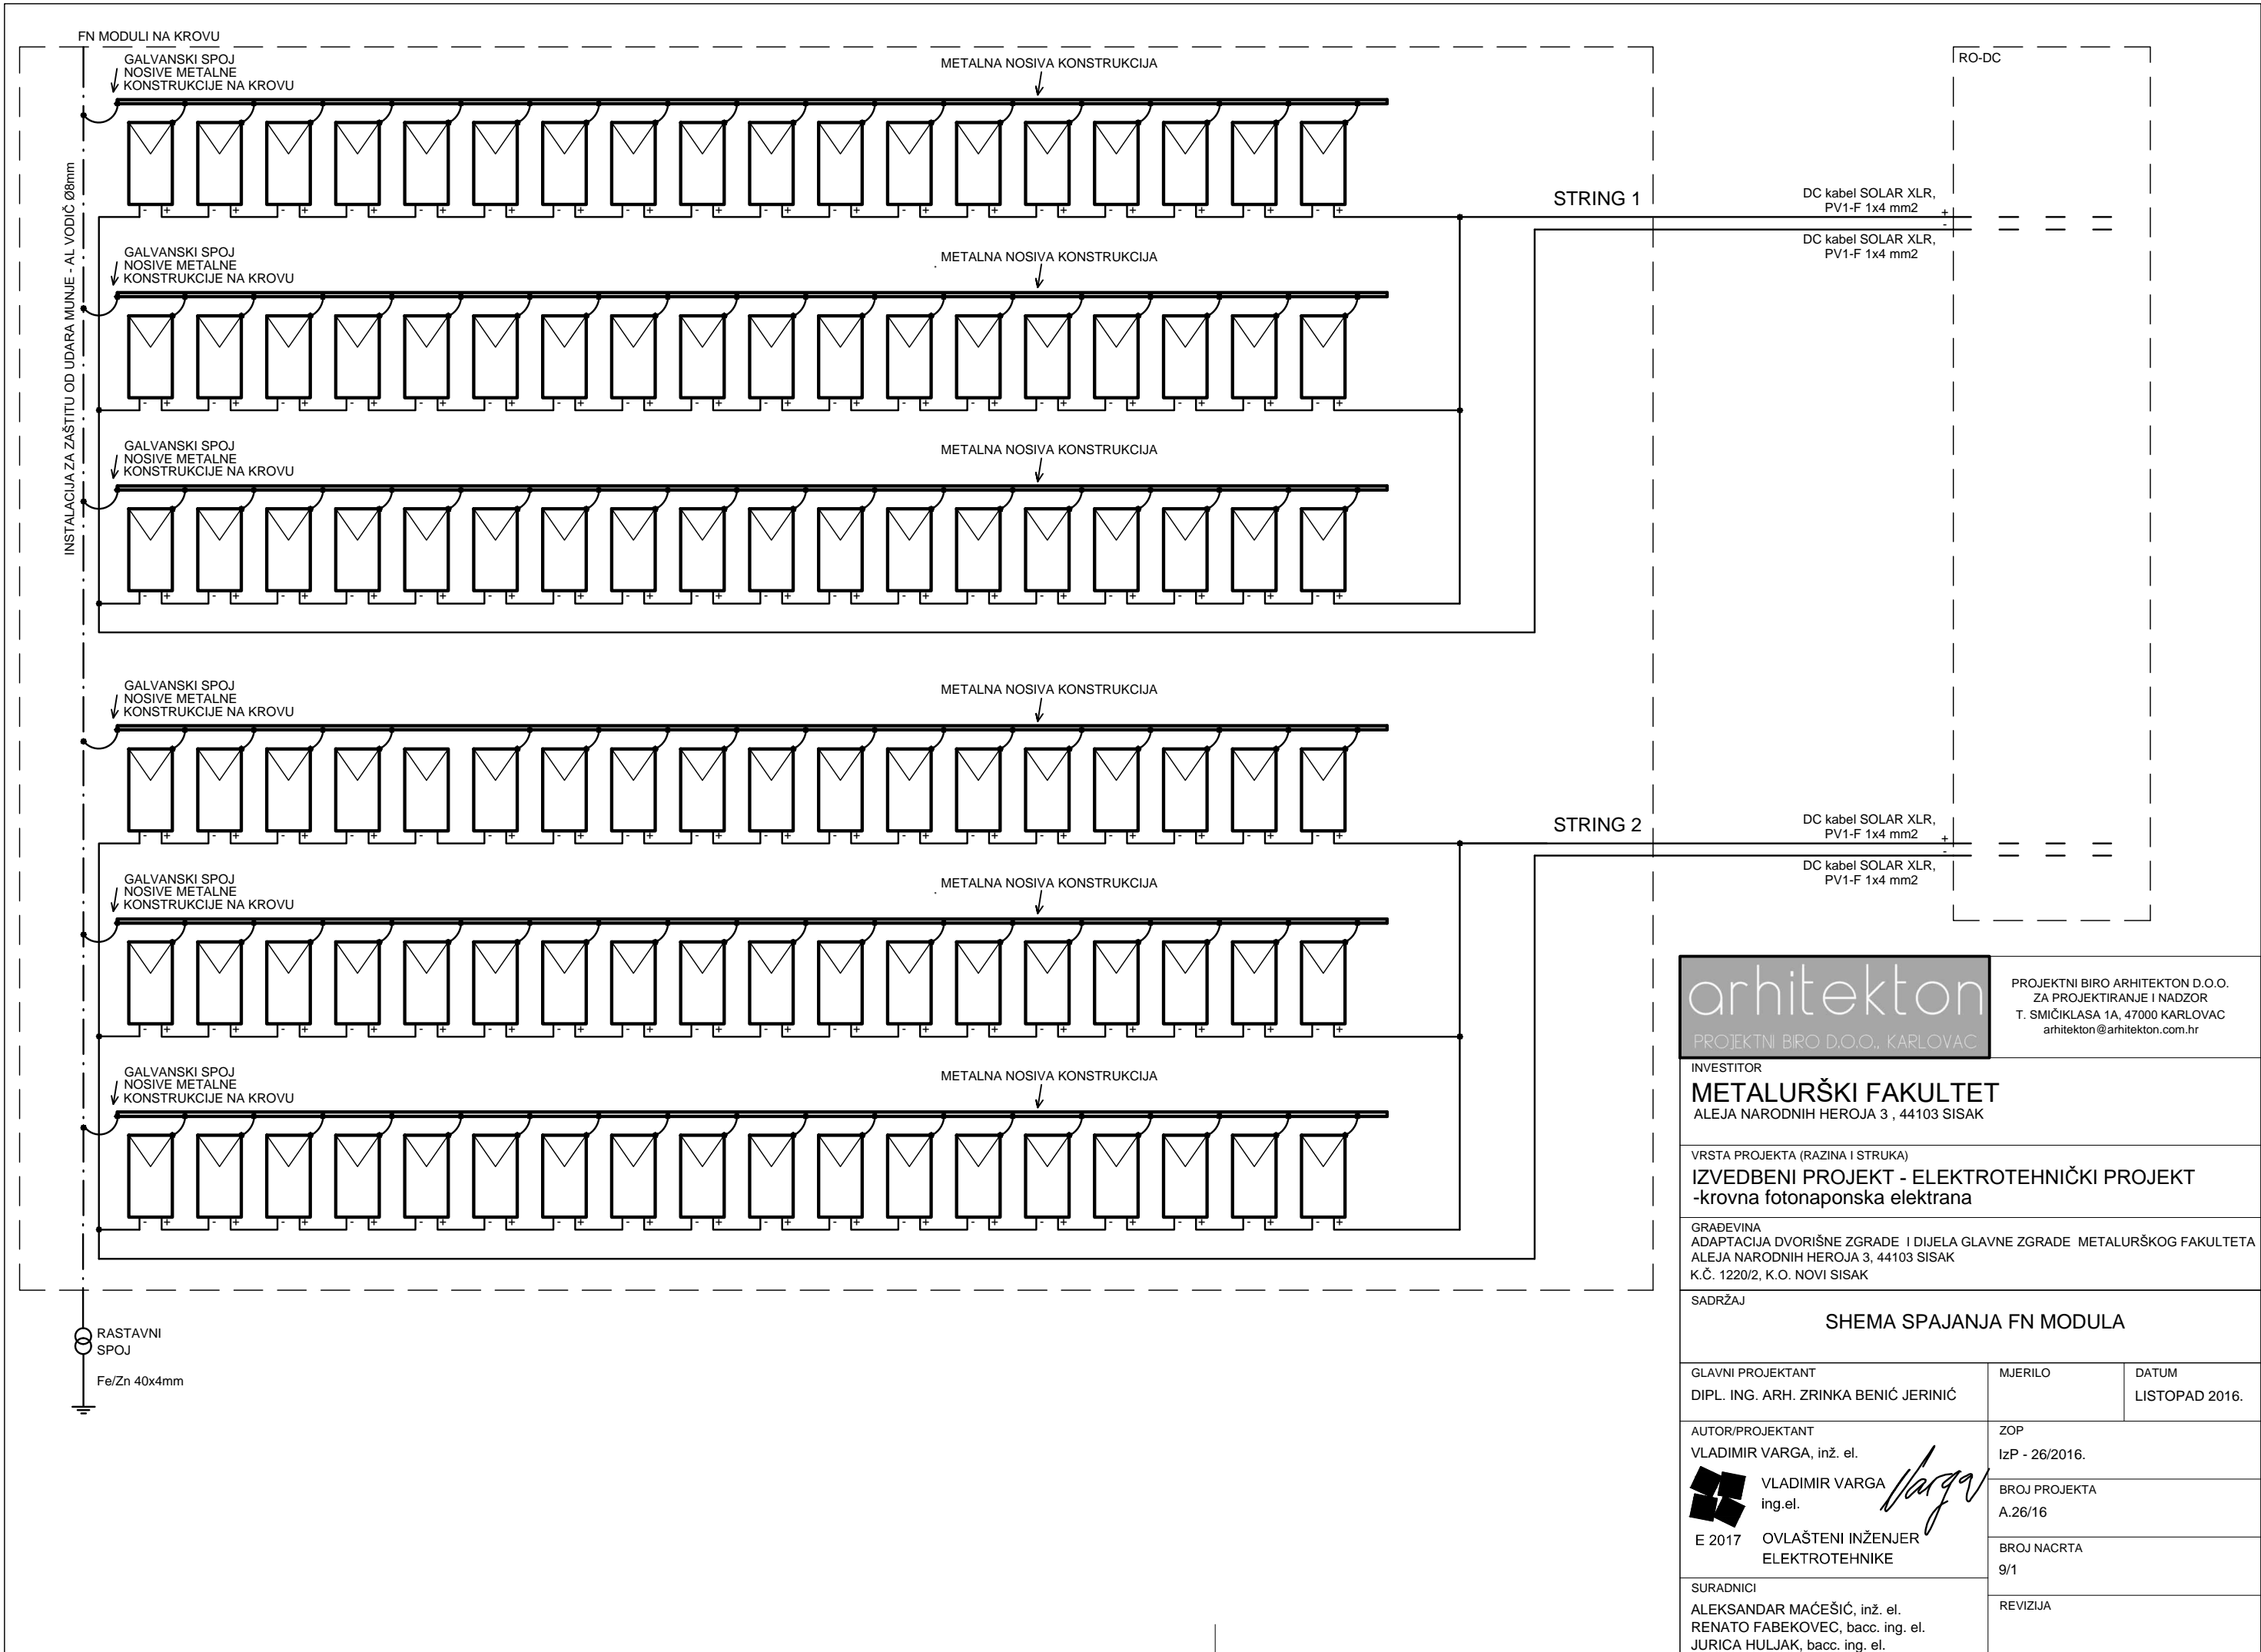 FN MODULI NA KROVU
GALVANSKI SPOJ
NOSIVE METALNE
KONSTRUKCIJE NA KROVU
METALNA NOSIVA KONSTRUKCIJA
RO-DC
INSTALACIJA ZA ZAŠTITU OD UDARA MUNJE - AL VODIČ Ø8mm
STRING 1
DC kabel SOLAR XLR,
PV1-F 1x4 mm2
+
-
DC kabel SOLAR XLR,
PV1-F 1x4 mm2
GALVANSKI SPOJ
NOSIVE METALNE
KONSTRUKCIJE NA KROVU
METALNA NOSIVA KONSTRUKCIJA
GALVANSKI SPOJ
NOSIVE METALNE
KONSTRUKCIJE NA KROVU
METALNA NOSIVA KONSTRUKCIJA
GALVANSKI SPOJ
NOSIVE METALNE
KONSTRUKCIJE NA KROVU
METALNA NOSIVA KONSTRUKCIJA
STRING 2
DC kabel SOLAR XLR,
PV1-F 1x4 mm2
+
-
DC kabel SOLAR XLR,
PV1-F 1x4 mm2
GALVANSKI SPOJ
NOSIVE METALNE
KONSTRUKCIJE NA KROVU
METALNA NOSIVA KONSTRUKCIJA
GALVANSKI SPOJ
NOSIVE METALNE
KONSTRUKCIJE NA KROVU
METALNA NOSIVA KONSTRUKCIJA
RASTAVNI
SPOJ
Fe/Zn 40x4mm
arhitekton
PROJEKTNI BIRO D.O.O., KARLOVAC
PROJEKTNI BIRO ARHITEKTON D.O.O.
ZA PROJEKTIRANJE I NADZOR
T. SMIČIKLASA 1A, 47000 KARLOVAC
arhitekton@arhitekton.com.hr
INVESTITOR
METALURŠKI FAKULTET
ALEJA NARODNIH HEROJA 3 , 44103 SISAK
VRSTA PROJEKTA (RAZINA I STRUKA)
IZVEDBENI PROJEKT - ELEKTROTEHNIČKI PROJEKT
-krovna fotonaponska elektrana
GRAĐEVINA
ADAPTACIJA DVORIŠNE ZGRADE I DIJELA GLAVNE ZGRADE METALURŠKOG FAKULTETA
ALEJA NARODNIH HEROJA 3, 44103 SISAK
K.Č. 1220/2, K.O. NOVI SISAK
SADRŽAJ
SHEMA SPAJANJA FN MODULA
GLAVNI PROJEKTANT
DIPL. ING. ARH. ZRINKA BENIĆ JERINIĆ
MJERILO
DATUM
LISTOPAD 2016.
AUTOR/PROJEKTANT
VLADIMIR VARGA, inž. el.
VLADIMIR VARGA
ing.el.
Varga
E 2017
OVLAŠTENI INŽENJER
ELEKTROTEHNIKE
ZOP
IzP - 26/2016.
BROJ PROJEKTA
A.26/16
BROJ NACRTA
9/1
SURADNICI
ALEKSANDAR MAĆEŠIĆ, inž. el.
RENATO FABEKOVEC, bacc. ing. el.
JURICA HULJAK, bacc. ing. el.
REVIZIJA